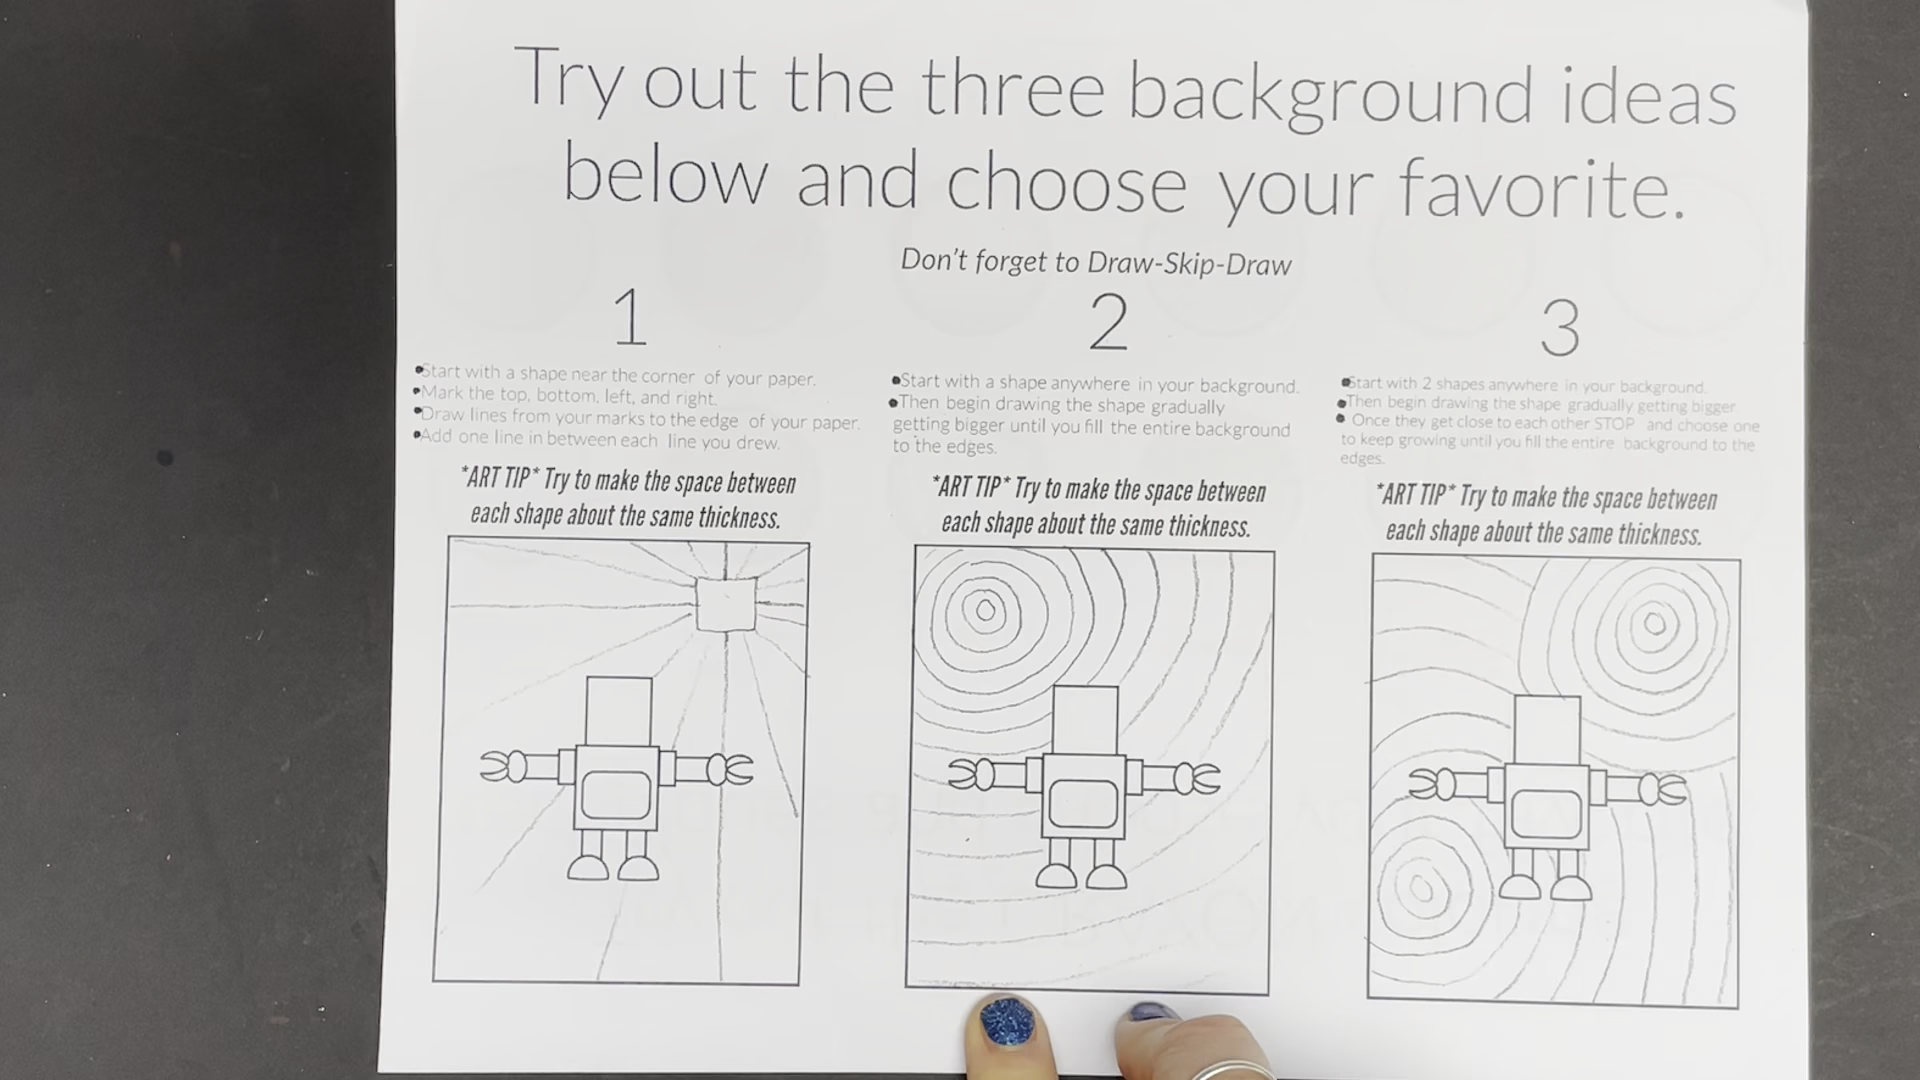 Try out the three background ideas
below and choose your favorite.
Don't forget to Draw-Skip-Draw
1
•Start with a shape near the corner of your paper.
•Mark the top, bottom, left, and right.
•Draw lines from your marks to the edge of your paper.
•Add one line in between each line you drew.
*ART TIP* Try to make the space between
each shape about the same thickness.
2
•Start with a shape anywhere in your background.
•Then begin drawing the shape gradually
getting bigger until you fill the entire background
to the edges.
*ART TIP* Try to make the space between
each shape about the same thickness.
3
•Start with 2 shapes anywhere in your background.
•Then begin drawing the shape gradually getting bigger
• Once they get close to each other STOP and choose one
to keep growing until you fill the entire background to the
edges.
*ART TIP* Try to make the space between
each shape about the same thickness.